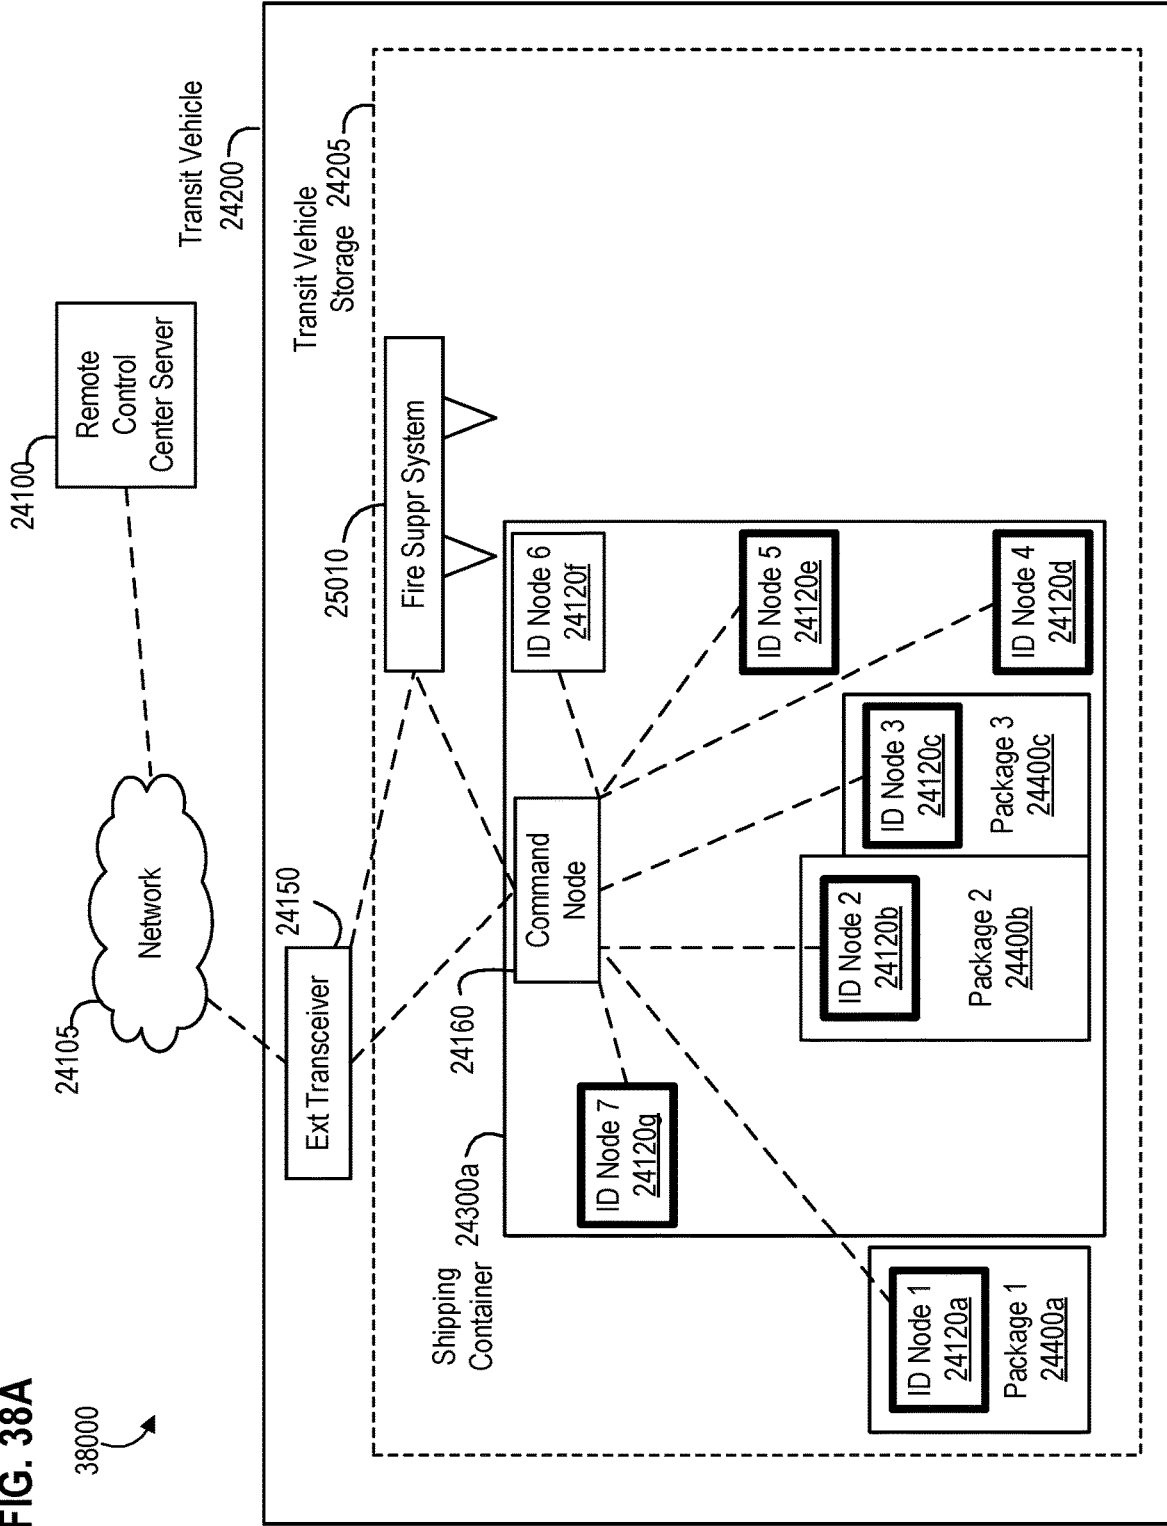 FIG. 38A
38000
24105
Network
24100
Remote
Control
Center Server
Transit Vehicle
24200
Ext Transceiver
24150
25010
Fire Suppr System
Transit Vehicle
Storage 24205
Shipping
Container 24300a
24160
Command
Node
ID Node 7
24120g
ID Node 6
24120f
ID Node 5
24120e
ID Node 4
24120d
ID Node 3
24120c
Package 3
24400c
ID Node 2
24120b
Package 2
24400b
ID Node 1
24120a
Package 1
24400a